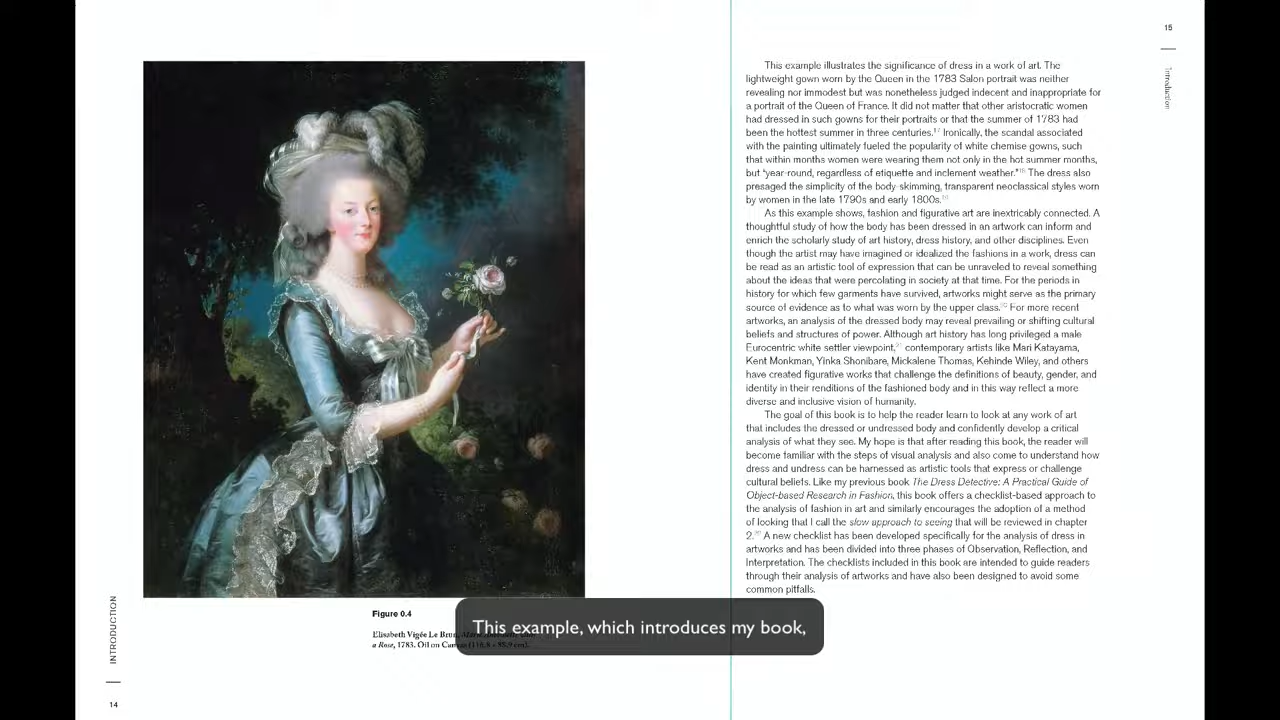 Figure 0.4
Elisabeth Vigée Le Brun,
a Rose, 1783. Oil on Canvas (116.8 × 88.9 cm).
INTRODUCTION
14
15
Introduction
This example illustrates the significance of dress in a work of art. The
lightweight gown worn by the Queen in the 1783 Salon portrait was neither
revealing nor immodest but was nonetheless judged indecent and inappropriate for
a portrait of the Queen of France. It did not matter that other aristocratic women
had dressed in such gowns for their portraits or that the summer of 1783 had
been the hottest summer in three centuries.17 Ironically, the scandal associated
with the painting ultimately fueled the popularity of white chemise gowns, such
that within months women were wearing them not only in the hot summer months,
but "year-round, regardless of etiquette and inclement weather."18 The dress also
presaged the simplicity of the body-skimming, transparent neoclassical styles worn
by women in the late 1790s and early 1800s.
As this example shows, fashion and figurative art are inextricably connected. A
thoughtful study of how the body has been dressed in an artwork can inform and
enrich the scholarly study of art history, dress history, and other disciplines. Even
though the artist may have imagined or idealized the fashions in a work, dress can
be read as an artistic tool of expression that can be unraveled to reveal something
about the ideas that were percolating in society at that time. For the periods in
history for which few garments have survived, artworks might serve as the primary
source of evidence as to what was worn by the upper class. For more recent
artworks, an analysis of the dressed body may reveal prevailing or shifting cultural
beliefs and structures of power. Although art history has long privileged a male
Eurocentric white settler viewpoint, contemporary artists like Mari Katayama,
Kent Monkman, Yinka Shonibare, Mickalene Thomas, Kehinde Wiley, and others
have created figurative works that challenge the definitions of beauty, gender, and
identity in their renditions of the fashioned body and in this way reflect a more
diverse and inclusive vision of humanity.
The goal of this book is to help the reader learn to look at any work of art
that includes the dressed or undressed body and confidently develop a critical
analysis of what they see. My hope is that after reading this book, the reader will
become familiar with the steps of visual analysis and also come to understand how
dress and undress can be harnessed as artistic tools that express or challenge
cultural beliefs. Like my previous book The Dress Detective: A Practical Guide of
Object-based Research in Fashion, this book offers a checklist-based approach to
the analysis of fashion in art and similarly encourages the adoption of a method
of looking that I call the slow approach to seeing that will be reviewed in chapter
2. A new checklist has been developed specifically for the analysis of dress in
artworks and has been divided into three phases of Observation, Reflection, and
Interpretation. The checklists included in this book are intended to guide readers
through their analysis of artworks and have also been designed to avoid some
common pitfalls.
This example, which introduces my book,